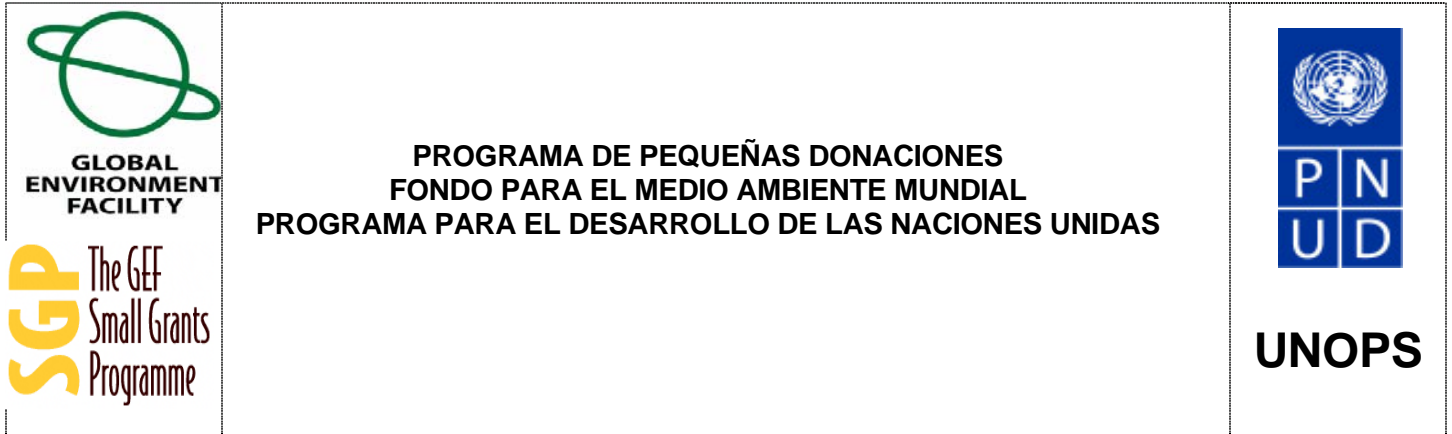 GLOBAL
ENVIRONMENT
FACILITY
SGP
The GEF
Small Grants
Programme
PROGRAMA DE PEQUEÑAS DONACIONES
FONDO PARA EL MEDIO AMBIENTE MUNDIAL
PROGRAMA PARA EL DESARROLLO DE LAS NACIONES UNIDAS
P N
U D
UNOPS